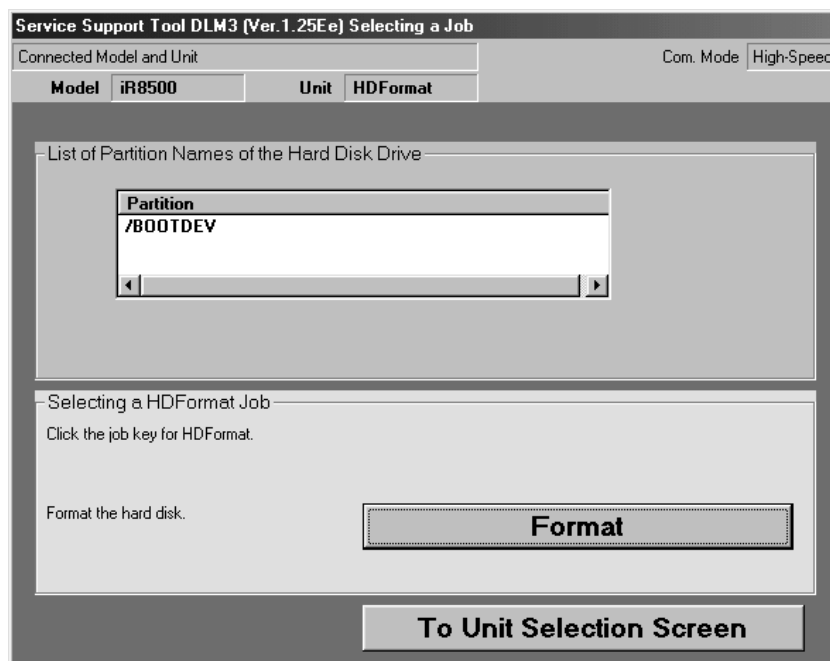 Service Support Tool DLM3 (Ver.1.25Ee) Selecting a Job
Connected Model and Unit
Com. Mode High-Speed
Model iR8500 Unit HDFormat
List of Partition Names of the Hard Disk Drive
Partition
/BOOTDEV
Selecting a HDFormat Job
Click the job key for HDFormat.
Format the hard disk.
Format
To Unit Selection Screen